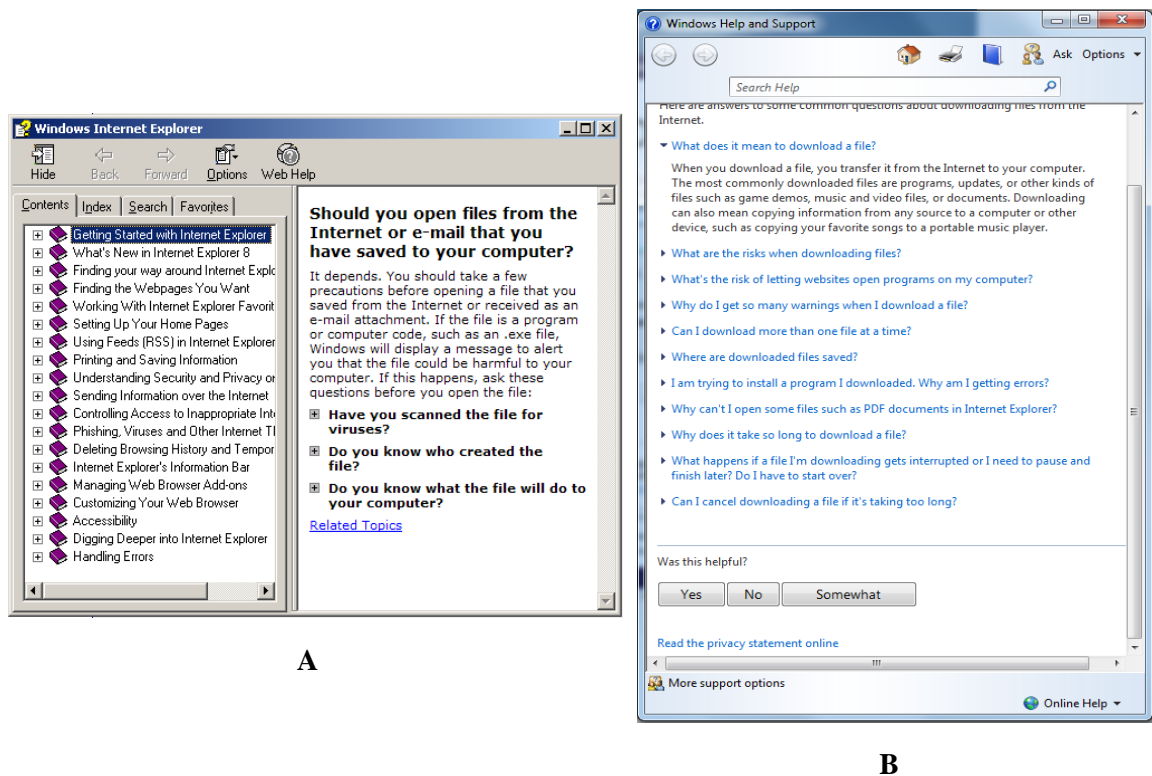 Windows Internet Explorer
Hide Back Forward Options Web Help
Contents Index Search Favorites
Getting Started with Internet Explorer
What's New in Internet Explorer 8
Finding your way around Internet Explo
Finding the Webpages You Want
Working With Internet Explorer Favorit
Setting Up Your Home Pages
Using Feeds (RSS) in Internet Explorer
Printing and Saving Information
Understanding Security and Privacy on
Sending Information over the Internet
Controlling Access to Inappropriate Int
Phishing, Viruses and Other Internet T
Deleting Browsing History and Tempor
Internet Explorer's Information Bar
Managing Web Browser Add-ons
Customizing Your Web Browser
Accessibility
Digging Deeper into Internet Explorer
Handling Errors
Should you open files from the
Internet or e-mail that you
have saved to your computer?
It depends. You should take a few
precautions before opening a file that you
saved from the Internet or received as an
e-mail attachment. If the file is a program
or computer code, such as an .exe file,
Windows will display a message to alert
you that the file could be harmful to your
computer. If this happens, ask these
questions before you open the file:
Have you scanned the file for
viruses?
Do you know who created the
file?
Do you know what the file will do to
your computer?
Related Topics
A
Windows Help and Support
Ask Options
Search Help
Here are answers to some common questions about downloading files from the
Internet.
What does it mean to download a file?
When you download a file, you transfer it from the Internet to your computer.
The most commonly downloaded files are programs, updates, or other kinds of
files such as game demos, music and video files, or documents. Downloading
can also mean copying information from any source to a computer or other
device, such as copying your favorite songs to a portable music player.
What are the risks when downloading files?
What's the risk of letting websites open programs on my computer?
Why do I get so many warnings when I download a file?
Can I download more than one file at a time?
Where are downloaded files saved?
I am trying to install a program I downloaded. Why am I getting errors?
Why can't I open some files such as PDF documents in Internet Explorer?
Why does it take so long to download a file?
What happens if a file I'm downloading gets interrupted or I need to pause and
finish later? Do I have to start over?
Can I cancel downloading a file if it's taking too long?
Was this helpful?
Yes No Somewhat
Read the privacy statement online
More support options
Online Help
B